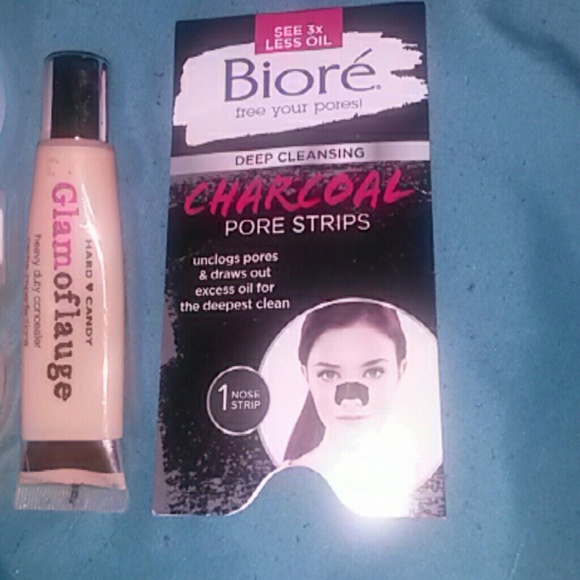 HARD ♥ CANDY
Glamoflauge
heavy duty concealer
SEE 3x
LESS OIL
Bioré®
free your pores!
DEEP CLEANSING
CHARCOAL
PORE STRIPS
unclogs pores
& draws out
excess oil for
the deepest clean
1 NOSE
STRIP